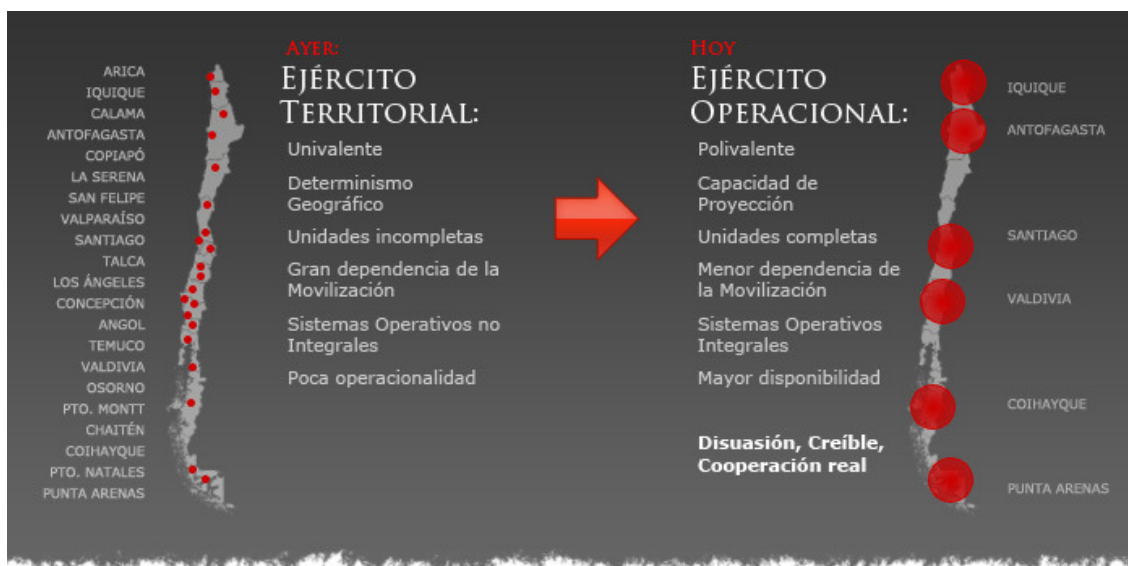 ARICA
IQUIQUE
CALAMA
ANTOFAGASTA
COPIAPÓ
LA SERENA
SAN FELIPE
VALPARAÍSO
SANTIAGO
TALCA
LOS ÁNGELES
CONCEPCIÓN
ANGOL
TEMUCO
VALDIVIA
OSORNO
PTO. MONTT
CHAITÉN
COIHAYQUE
PTO. NATALES
PUNTA ARENAS
AYER:
EJÉRCITO
TERRITORIAL:
Univalente
Determinismo
Geográfico
Unidades incompletas
Gran dependencia de la
Movilización
Sistemas Operativos no
Integrales
Poca operacionalidad
HOY
EJÉRCITO
OPERACIONAL:
Polivalente
Capacidad de
Proyección
Unidades completas
Menor dependencia de
la Movilización
Sistemas Operativos
Integrales
Mayor disponibilidad
Disuasión, Creíble,
Cooperación real
IQUIQUE
ANTOFAGASTA
SANTIAGO
VALDIVIA
COIHAYQUE
PUNTA ARENAS